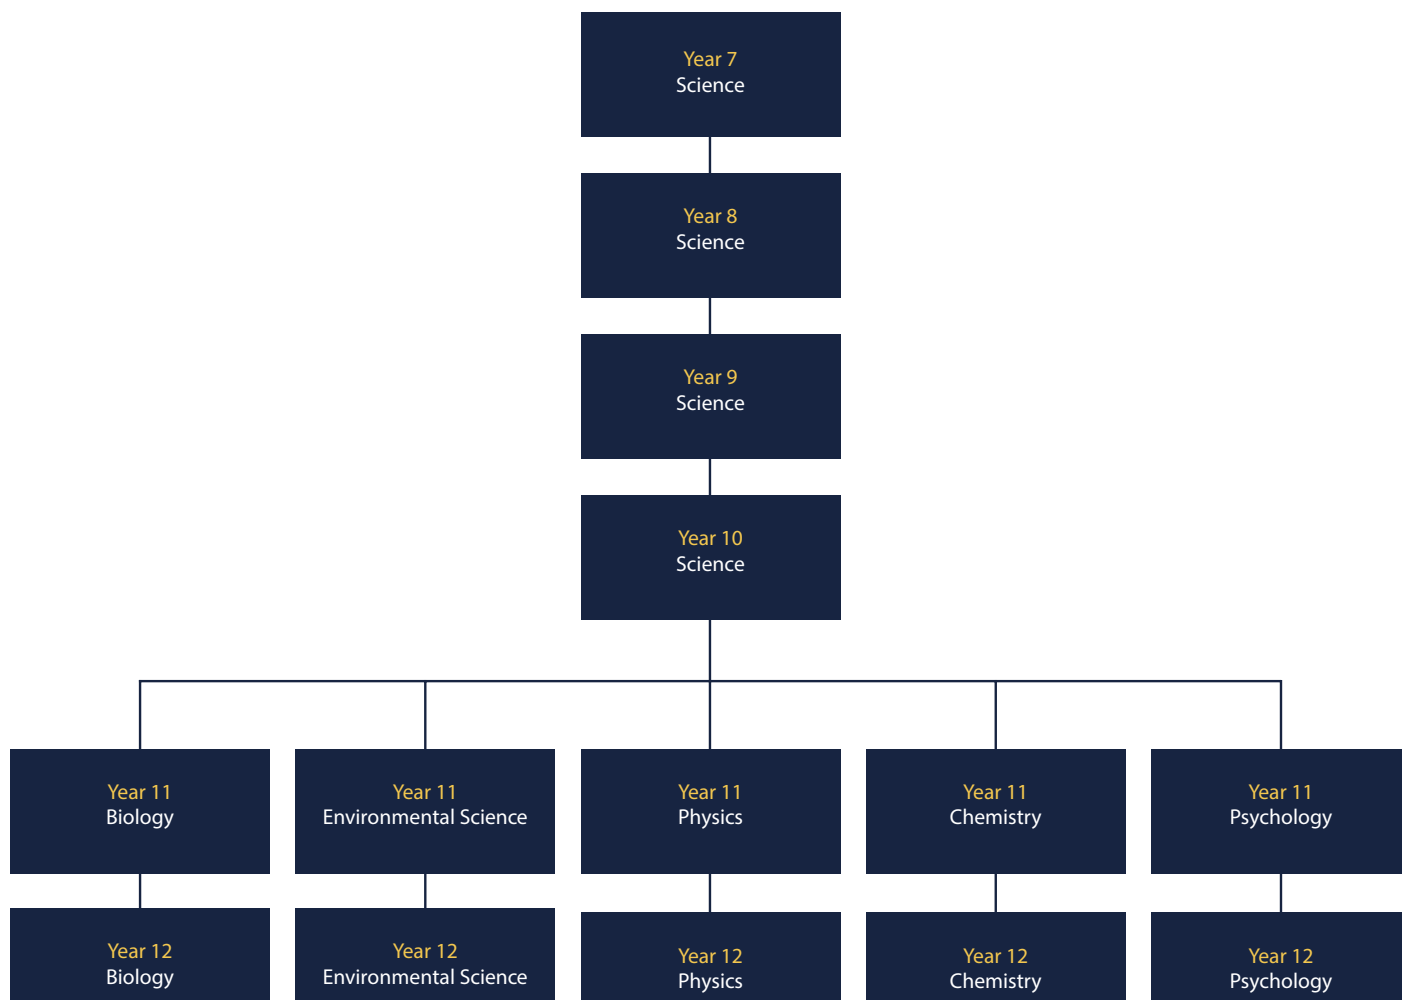 Year 7
Science
Year 8
Science
Year 9
Science
Year 10
Science
Year 11
Biology
Year 11
Environmental Science
Year 11
Physics
Year 11
Chemistry
Year 11
Psychology
Year 12
Biology
Year 12
Environmental Science
Year 12
Physics
Year 12
Chemistry
Year 12
Psychology